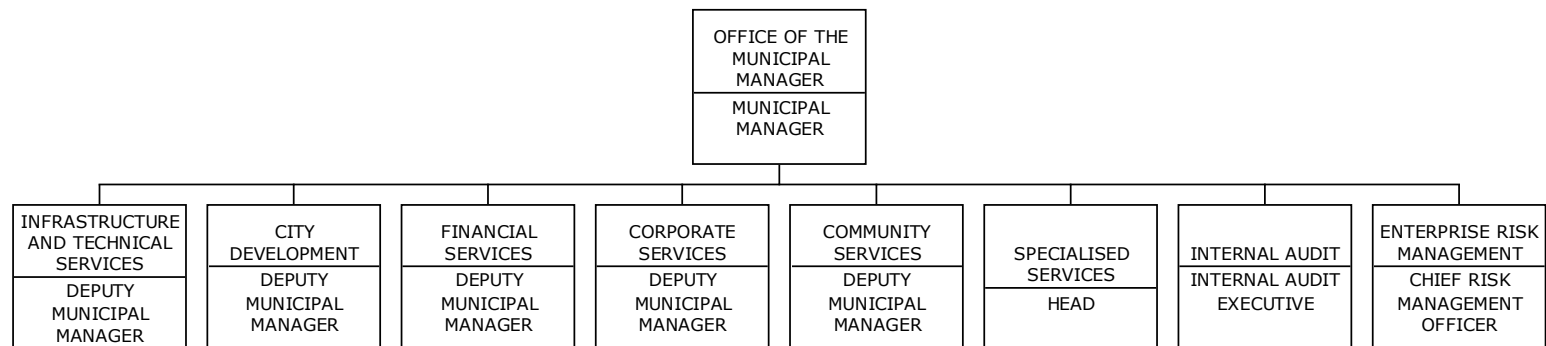 OFFICE OF THE
MUNICIPAL
MANAGER
MUNICIPAL
MANAGER
INFRASTRUCTURE
AND TECHNICAL
SERVICES
DEPUTY
MUNICIPAL
MANAGER
CITY
DEVELOPMENT
DEPUTY
MUNICIPAL
MANAGER
FINANCIAL
SERVICES
DEPUTY
MUNICIPAL
MANAGER
CORPORATE
SERVICES
DEPUTY
MUNICIPAL
MANAGER
COMMUNITY
SERVICES
DEPUTY
MUNICIPAL
MANAGER
SPECIALISED
SERVICES
HEAD
INTERNAL AUDIT
INTERNAL AUDIT
EXECUTIVE
ENTERPRISE RISK
MANAGEMENT
CHIEF RISK
MANAGEMENT
OFFICER